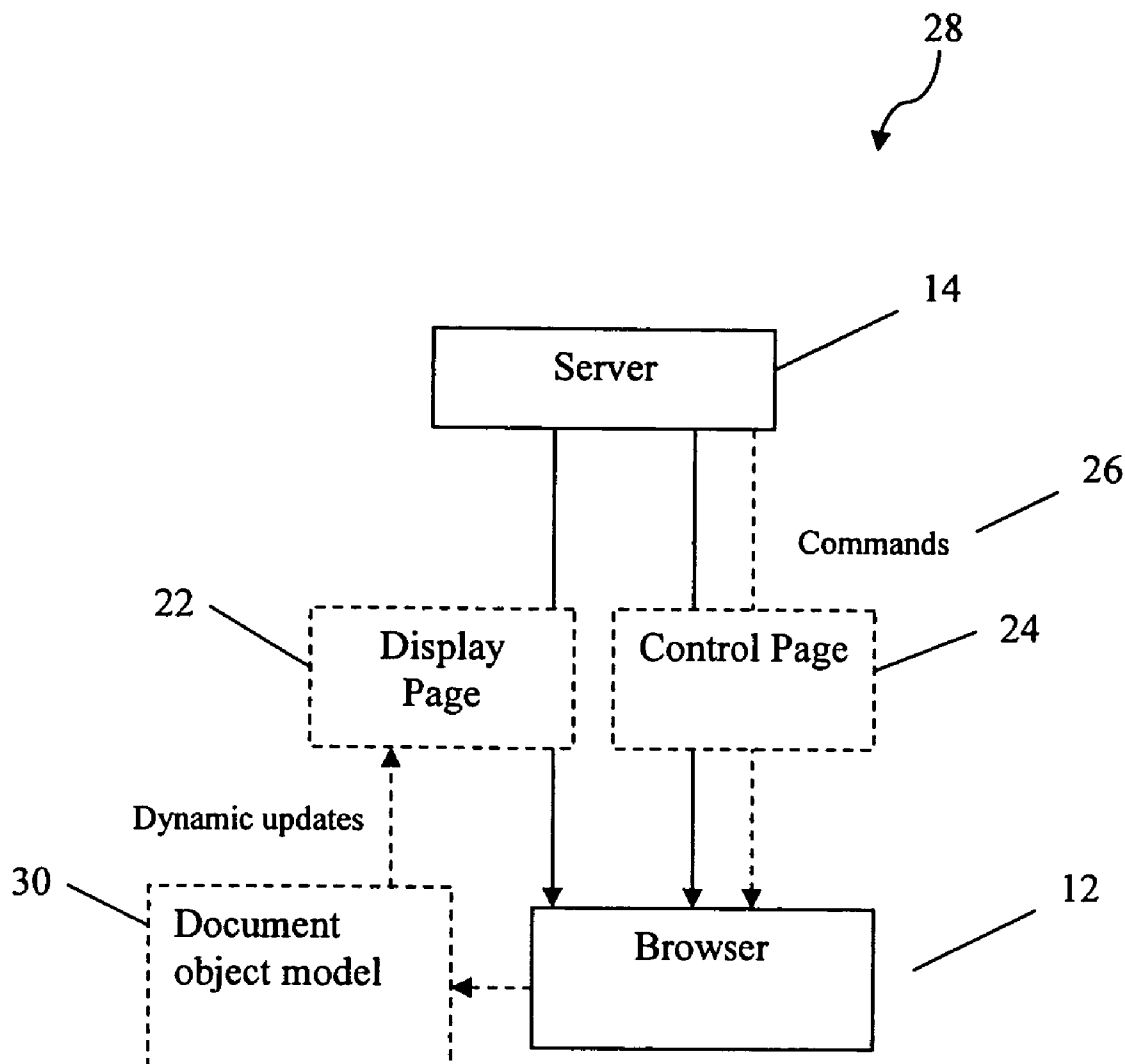 28
14
Server
26
Commands
22
Display
Page
Control Page
24
Dynamic updates
30
Document
object model
Browser
12